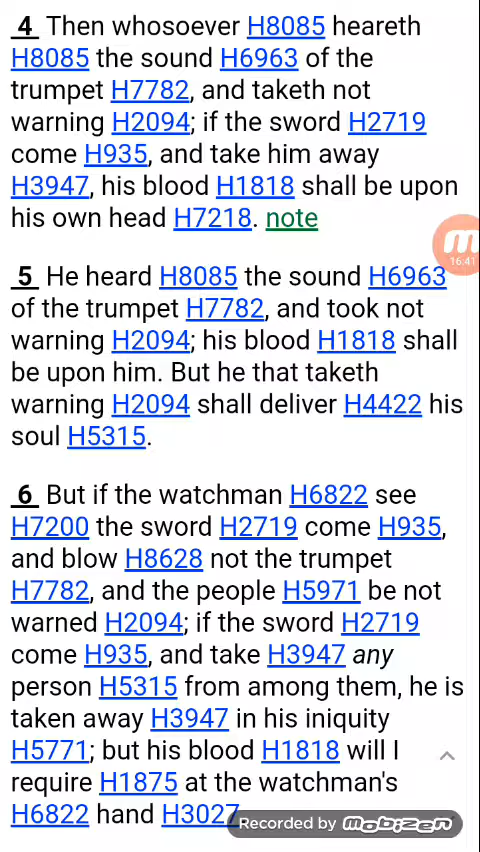 4 Then whosoever H8085 heareth
H8085 the sound H6963 of the
trumpet H7782, and taketh not
warning H2094; if the sword H2719
come H935, and take him away
H3947, his blood H1818 shall be upon
his own head H7218. note
16:41
5 He heard H8085 the sound H6963
of the trumpet H7782, and took not
warning H2094; his blood H1818 shall
be upon him. But he that taketh
warning H2094 shall deliver H4422 his
soul H5315.
6 But if the watchman H6822 see
H7200 the sword H2719 come H935,
and blow H8628 not the trumpet
H7782, and the people H5971 be not
warned H2094; if the sword H2719
come H935, and take H3947 any
person H5315 from among them, he is
taken away H3947 in his iniquity
H5771; but his blood H1818 will I
require H1875 at the watchman's
H6822 hand H3027
Recorded by mobizen